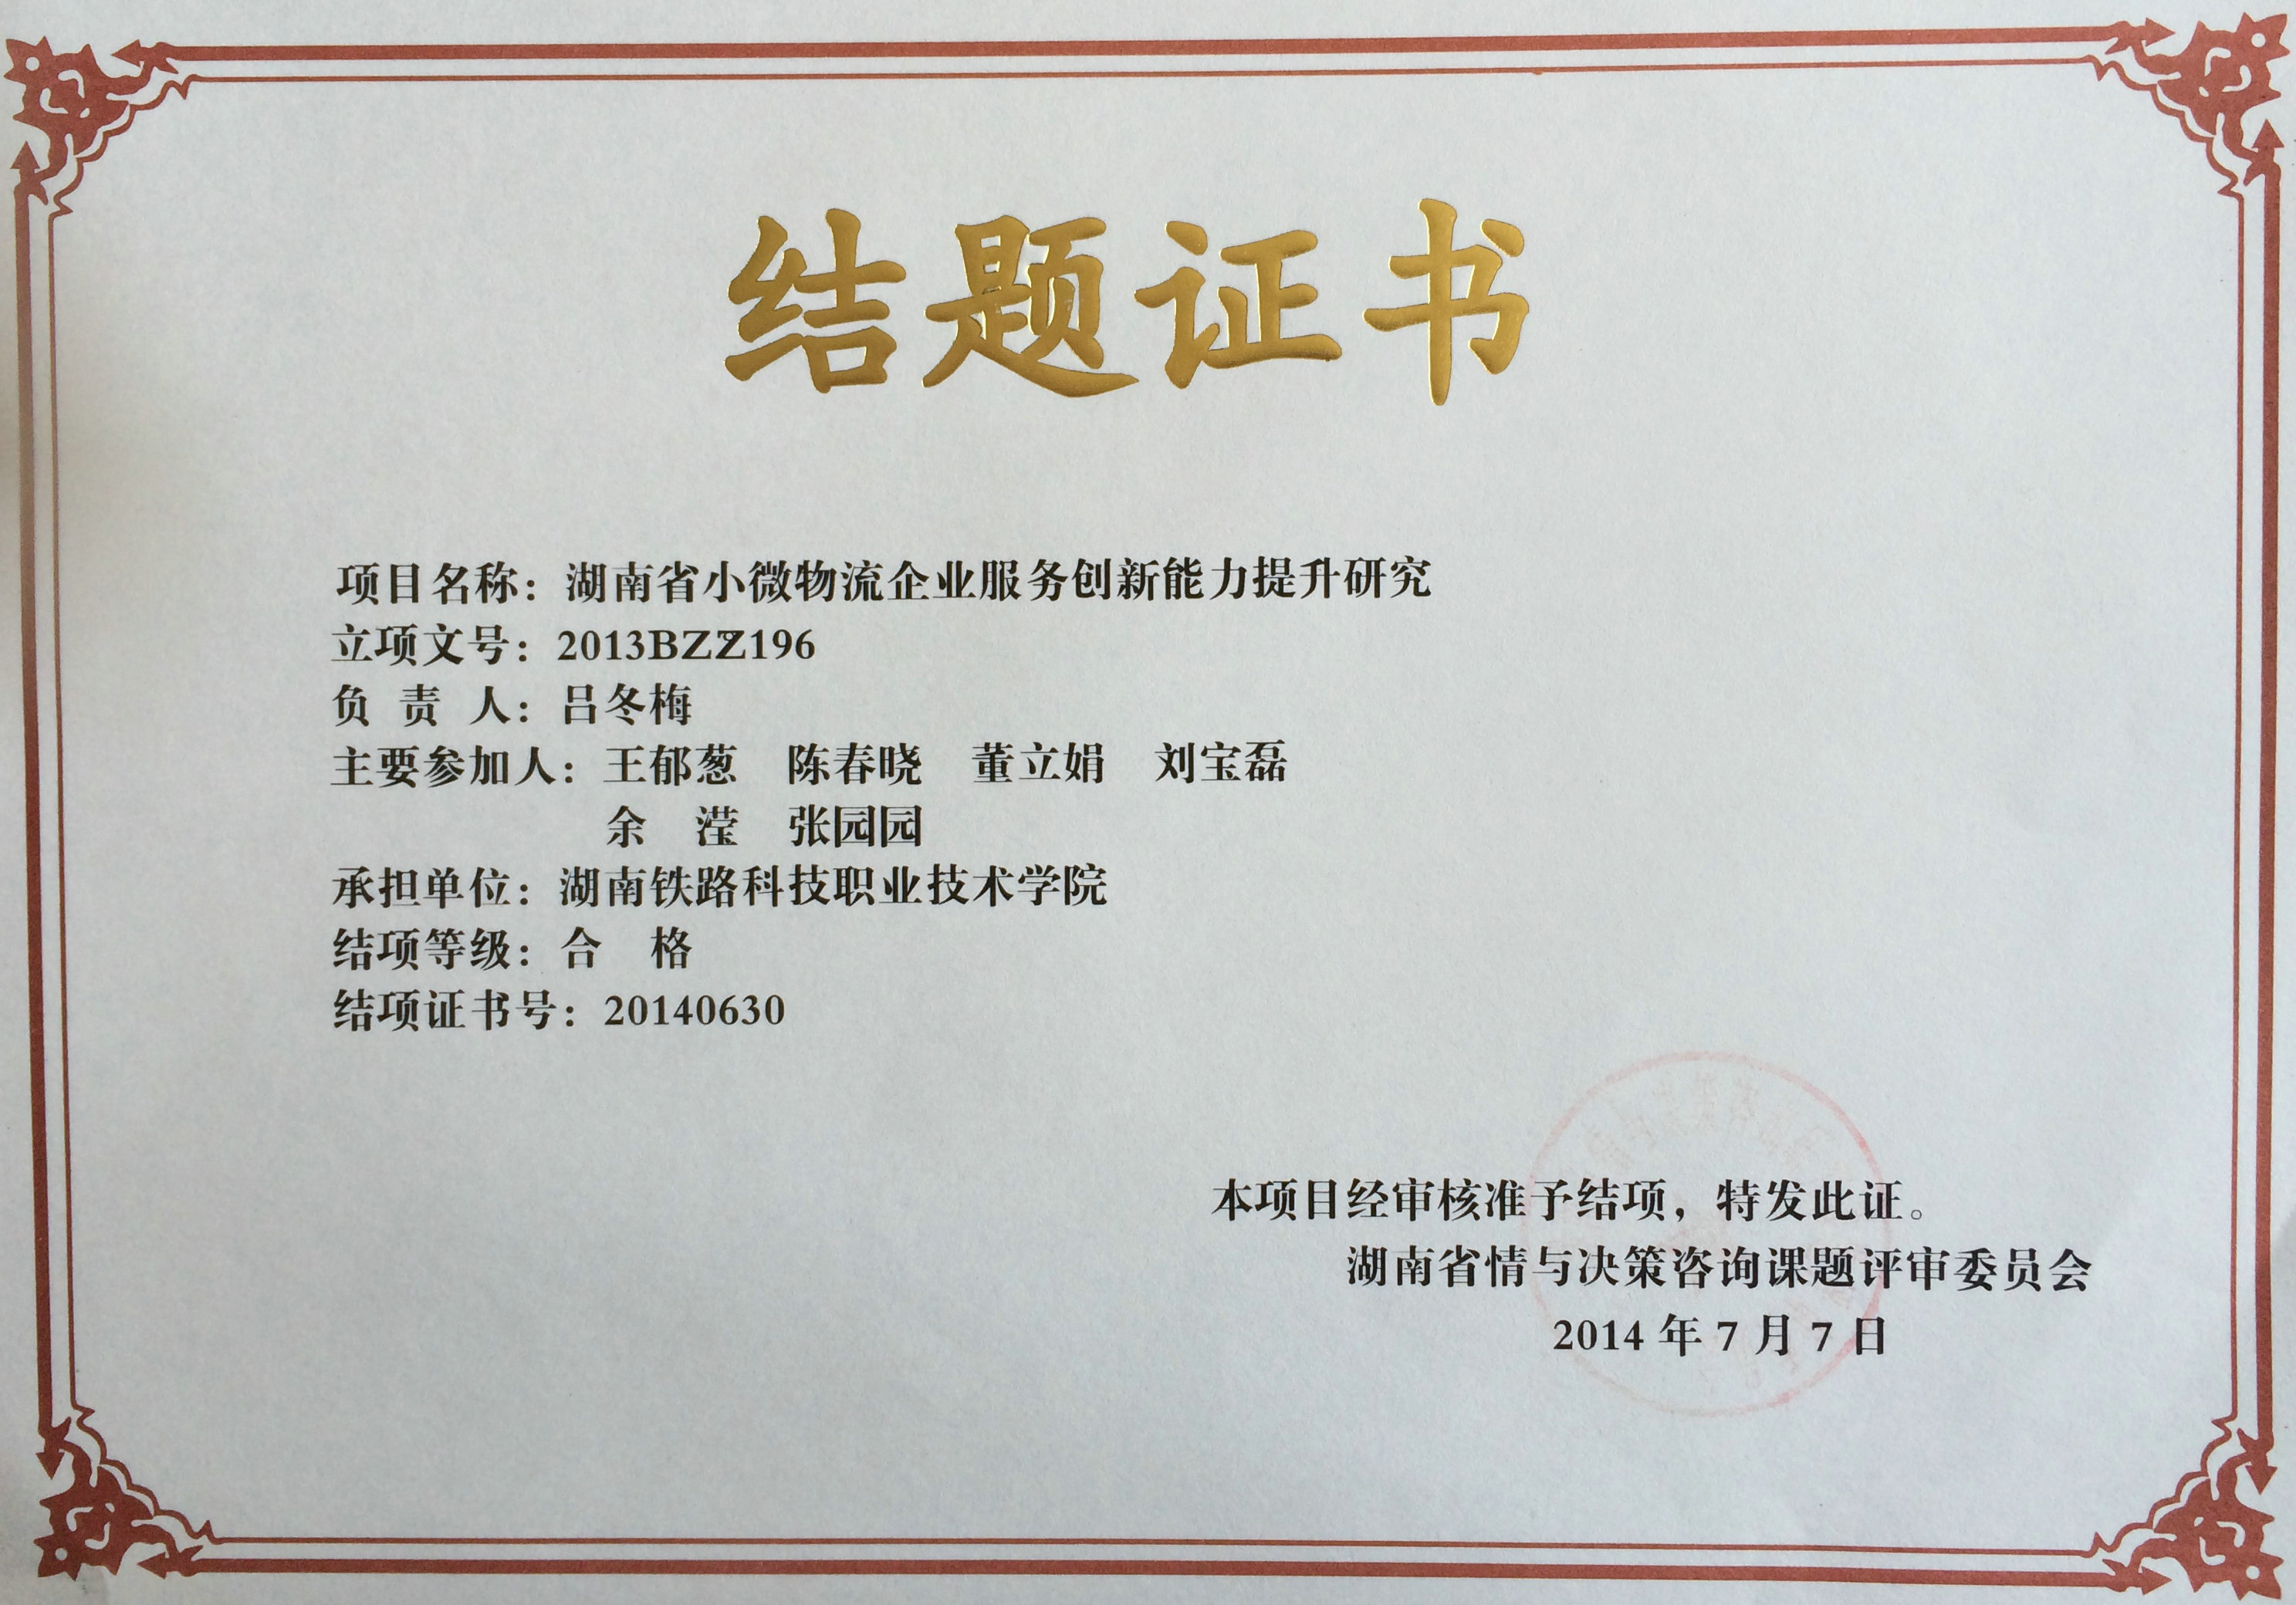 结题证书
项目名称：湖南省小微物流企业服务创新能力提升研究
立项文号：2013BZZ196
负 责 人：吕冬梅
主要参加人：王郁葱 陈春晓 董立娟 刘宝磊
余 滢 张园园
承担单位：湖南铁路科技职业技术学院
结项等级：合 格
结项证书号：20140630
本项目经审核准予结项，特发此证。
湖南省情与决策咨询课题评审委员会
2014 年 7 月 7 日